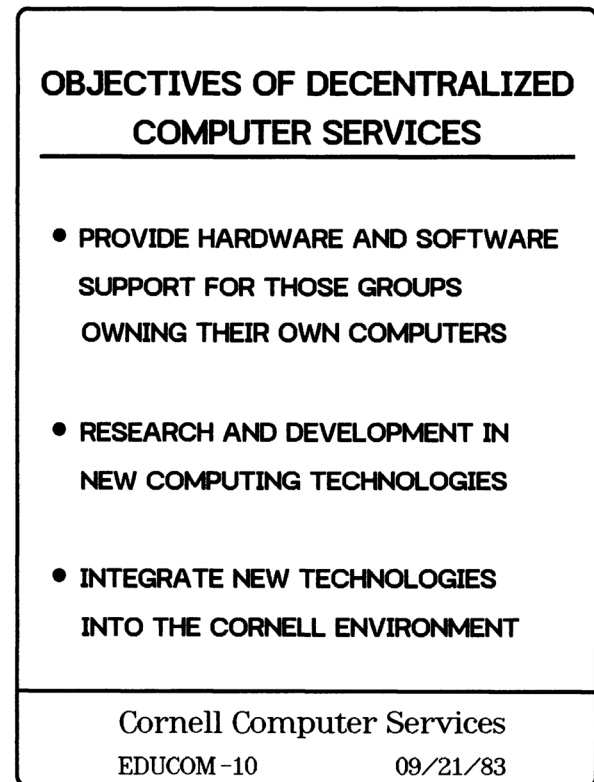 OBJECTIVES OF DECENTRALIZED
COMPUTER SERVICES
• PROVIDE HARDWARE AND SOFTWARE
SUPPORT FOR THOSE GROUPS
OWNING THEIR OWN COMPUTERS
• RESEARCH AND DEVELOPMENT IN
NEW COMPUTING TECHNOLOGIES
• INTEGRATE NEW TECHNOLOGIES
INTO THE CORNELL ENVIRONMENT
Cornell Computer Services
EDUCOM-10 09/21/83